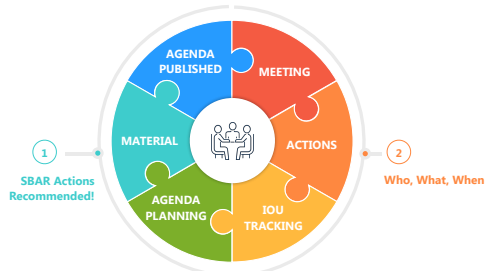 AGENDA
PUBLISHED
MEETING
MATERIAL
ACTIONS
1
SBAR Actions
Recommended!
2
Who, What, When
AGENDA
PLANNING
IOU
TRACKING